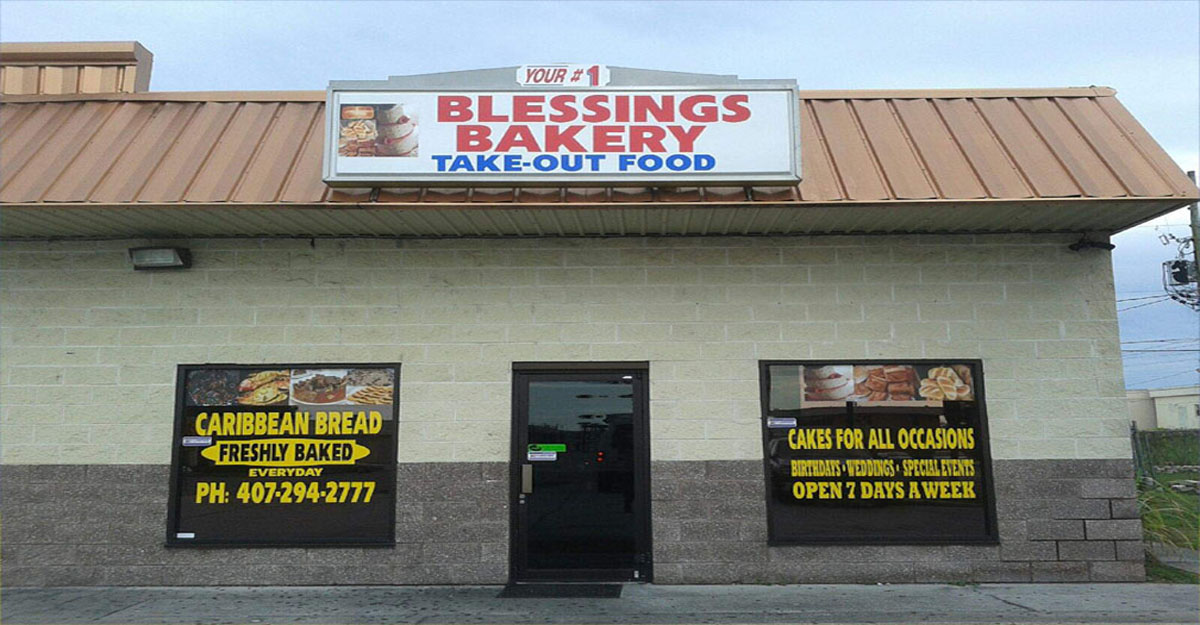 YOUR #1
BLESSINGS
BAKERY
TAKE-OUT FOOD
CARIBBEAN BREAD
FRESHLY BAKED
EVERYDAY
PH: 407-294-2777
CAKES FOR ALL OCCASIONS
BIRTHDAYS • WEDDINGS • SPECIAL EVENTS
OPEN 7 DAYS A WEEK